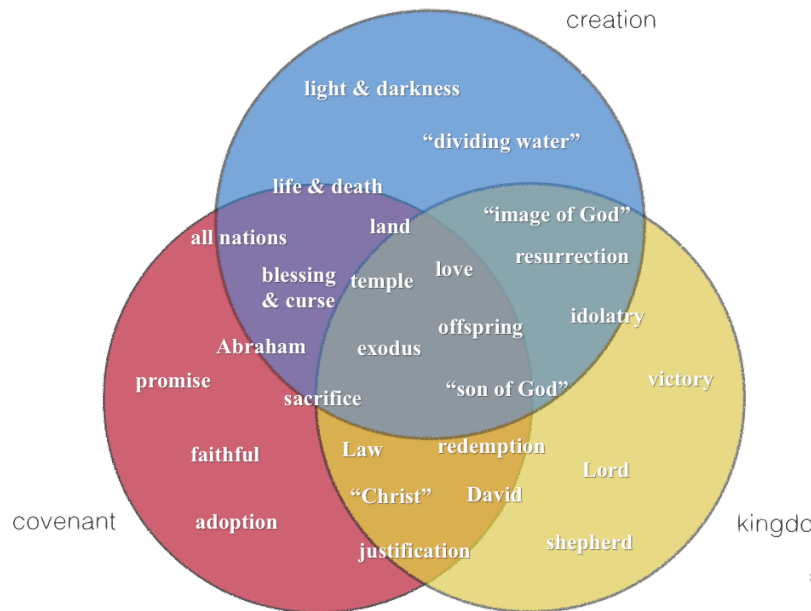 creation
light & darkness
“dividing water”
life & death
“image of God”
land
all nations
resurrection
love
blessing
& curse
temple
idolatry
offspring
Abraham
exodus
promise
victory
“son of God”
sacrifice
Law
redemption
faithful
Lord
“Christ”
David
covenant
adoption
kingdo
shepherd
justification